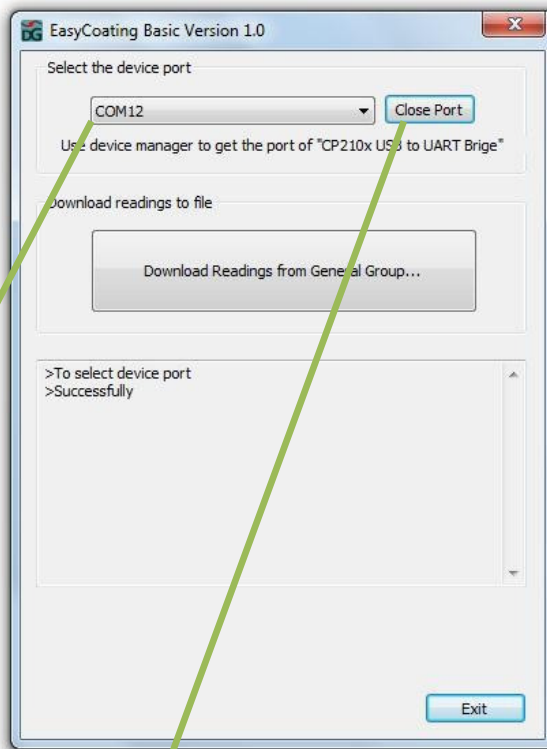 DG EasyCoating Basic Version 1.0
Select the device port
COM12 Close Port
Use device manager to get the port of "CP210x USB to UART Brige"
Download readings to file
Download Readings from General Group...
>To select device port
>Successfully
Exit